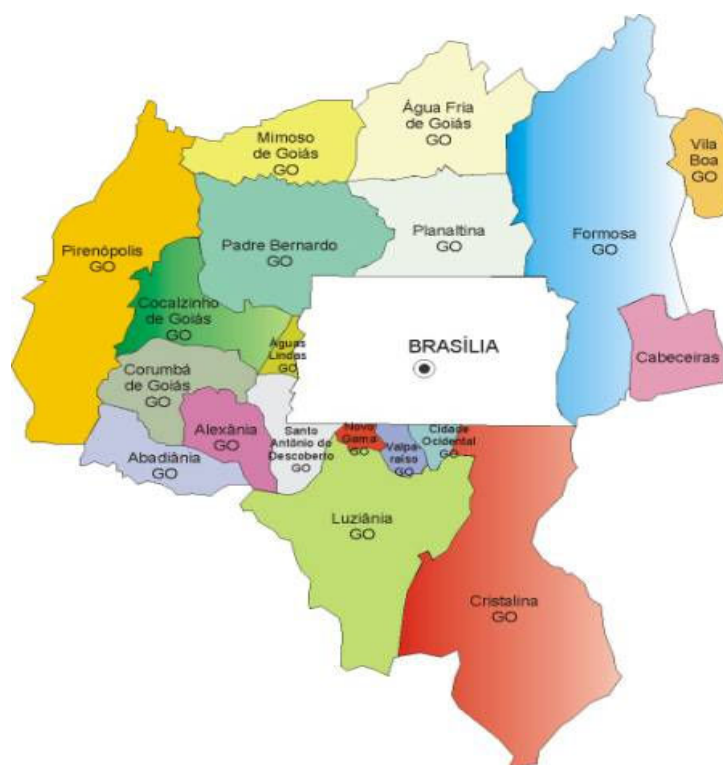 Água Fria
de Goiás
GO
Mimoso
de Goiás
GO
Vila
Boa
GO
Pirenópolis
GO
Padre Bernardo
GO
Planaltina
GO
Formosa
GO
Cocalzinho
de Goiás
GO
Águas
Lindas
GO
BRASÍLIA
Cabeceiras
Corumbá
de Goiás
GO
Alexânia
GO
Abadiânia
GO
Santo
Antônio do
Descoberto
GO
Novo
Gama
GO
Valpa-
raíso
GO
Cidade
Ocidental
GO
Luziânia
GO
Cristalina
GO